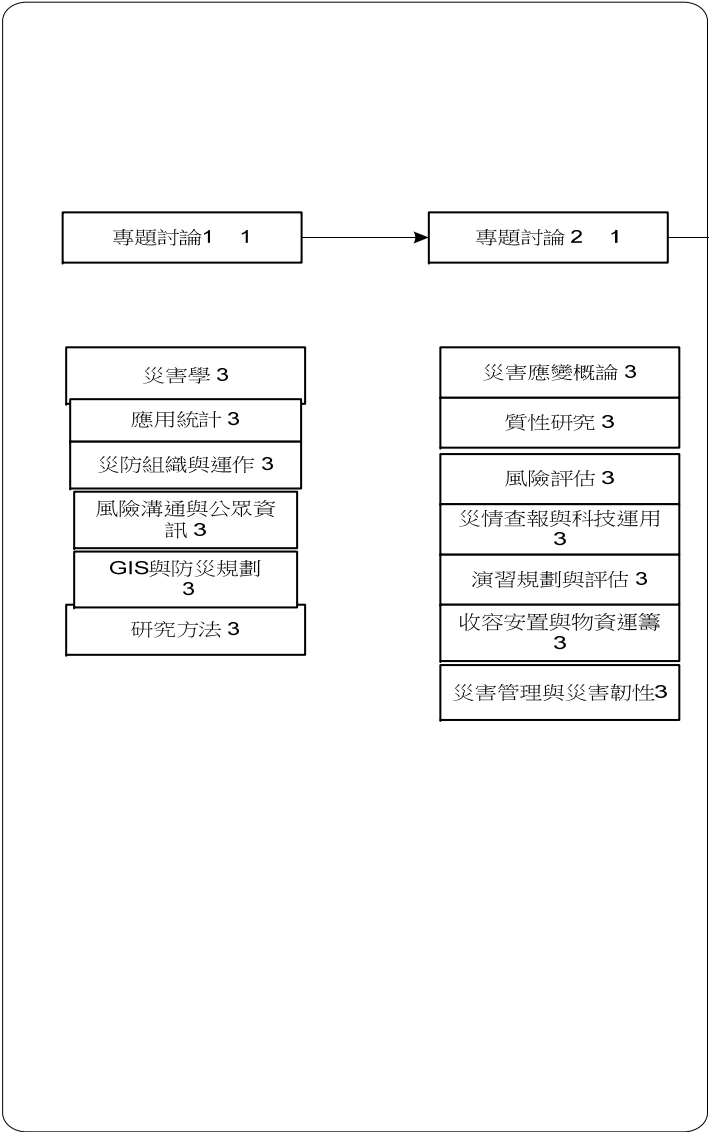 專題討論1 1
專題討論 2 1
災害學 3
應用統計 3
災防組織與運作 3
風險溝通與公眾資
訊 3
GIS與防災規劃
3
研究方法 3
災害應變概論 3
質性研究 3
風險評估 3
災情查報與科技運用
3
演習規劃與評估 3
收容安置與物資運籌
3
災害管理與災害韌性3